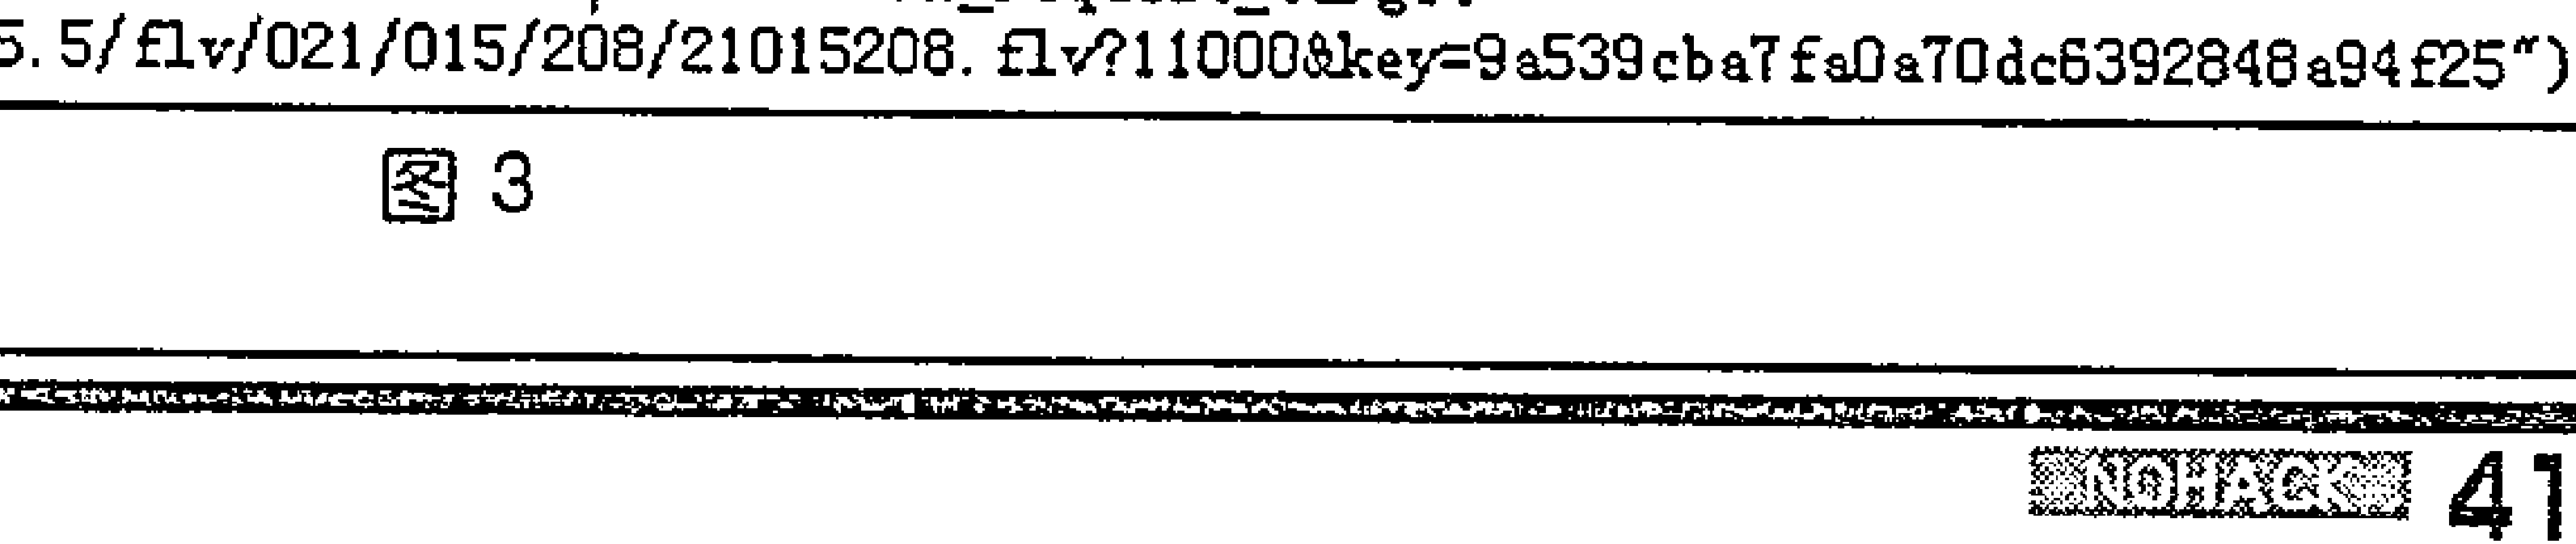 5.5/flv/021/015/208/21015208.flv?11000&key=9a539cba7fa0a70dc6392848a94f25")
图 3
NOHACK 41